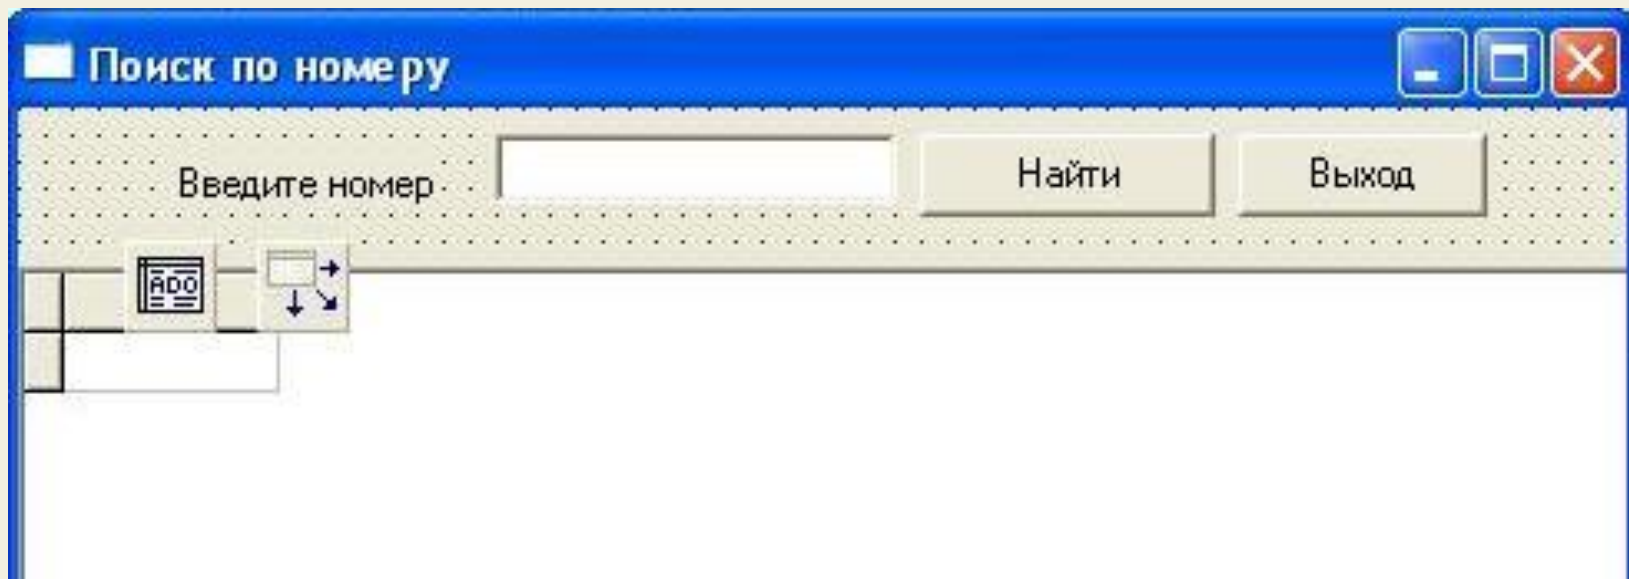 Поиск по номеру
Введите номер
Найти
Выход
ADO